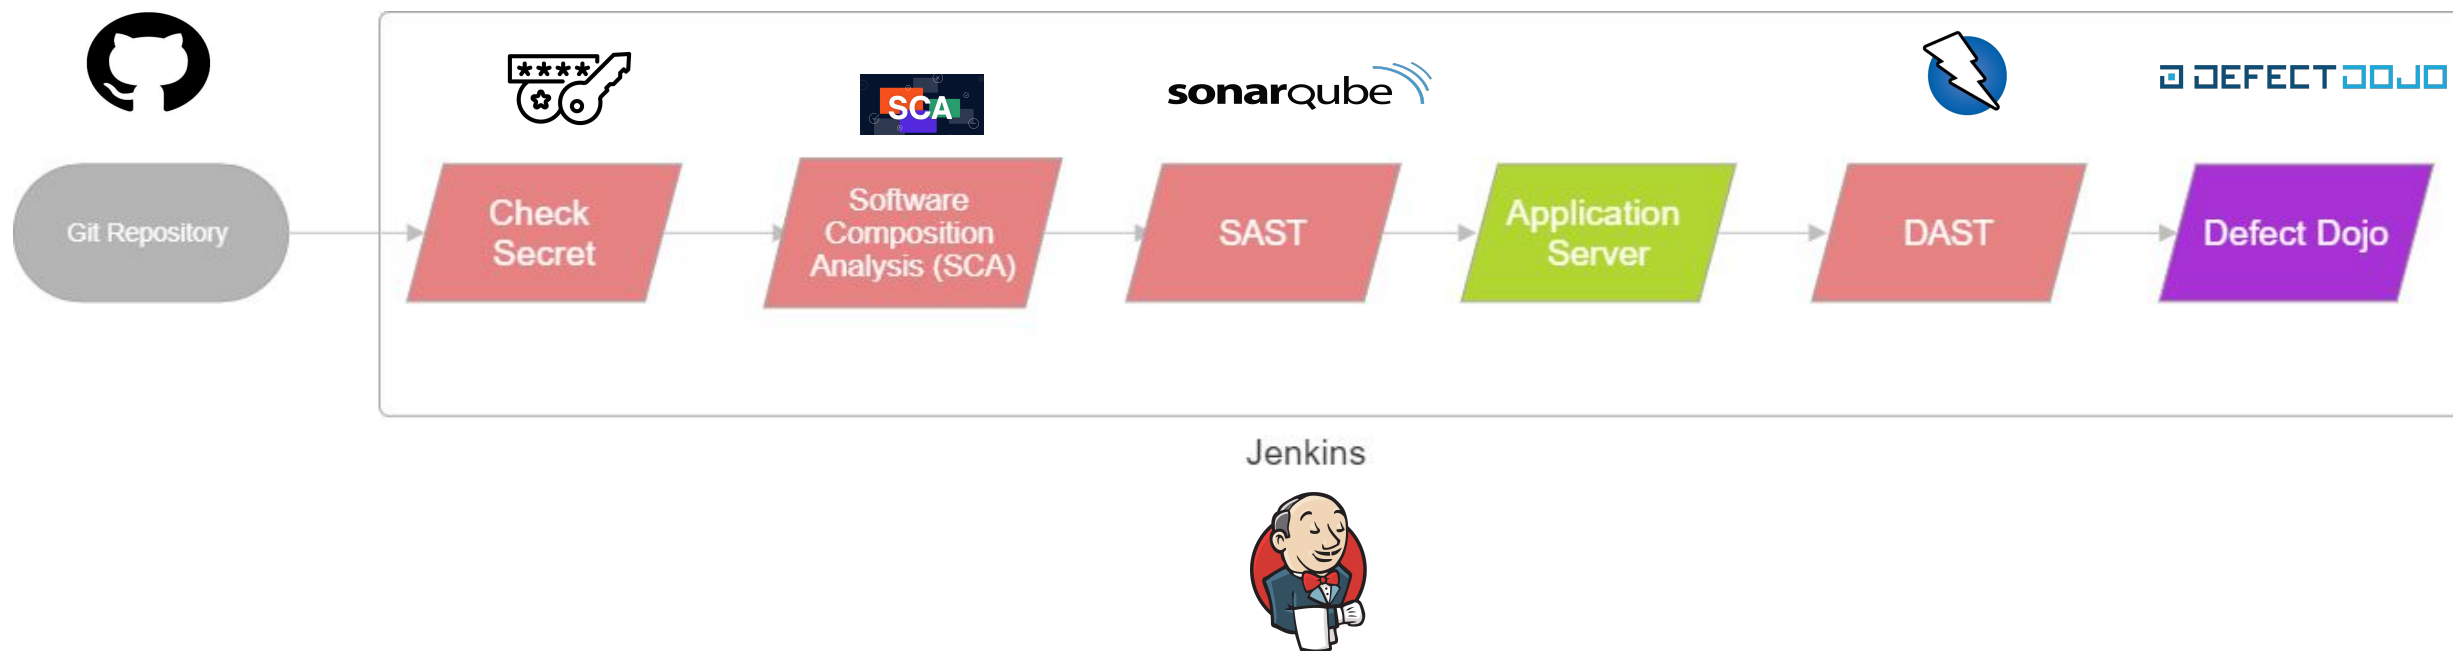 ****
SCA
sonarqube
DEFECTDOJO
Git Repository
Check
Secret
Software
Composition
Analysis (SCA)
SAST
Application
Server
DAST
Defect Dojo
Jenkins